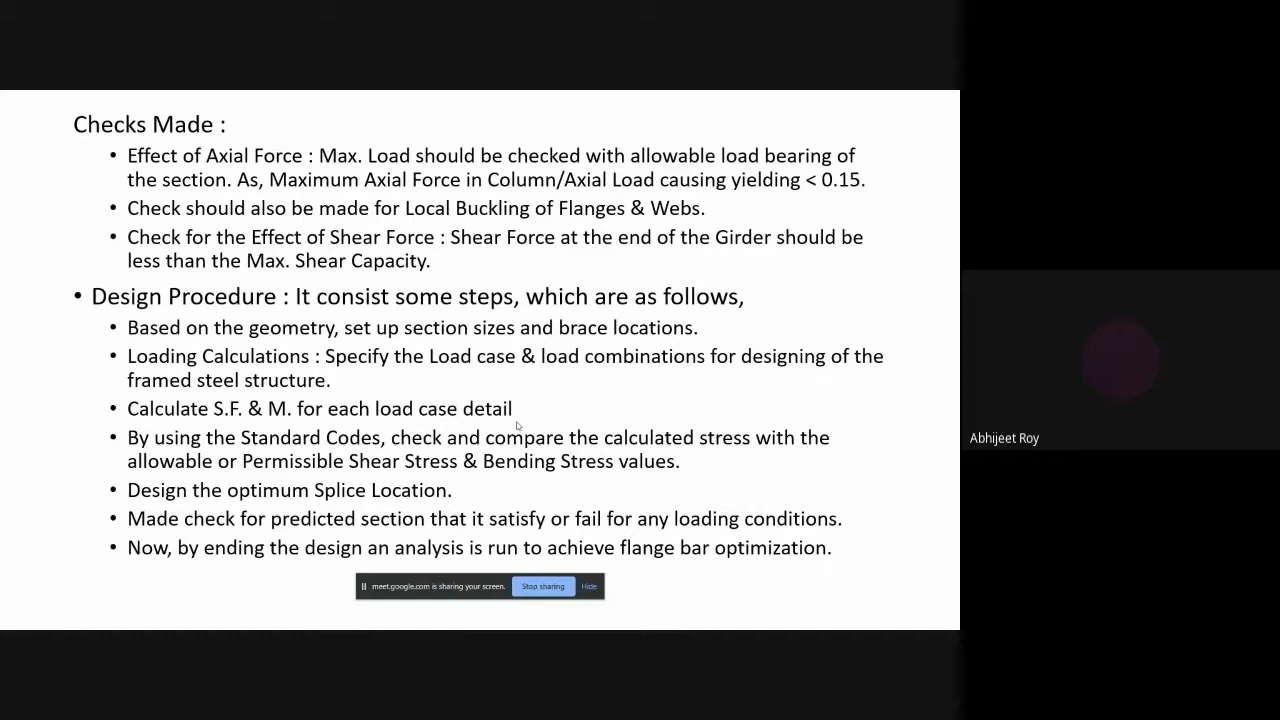 Checks Made :
• Effect of Axial Force : Max. Load should be checked with allowable load bearing of
the section. As, Maximum Axial Force in Column/Axial Load causing yielding < 0.15.
• Check should also be made for Local Buckling of Flanges & Webs.
• Check for the Effect of Shear Force : Shear Force at the end of the Girder should be
less than the Max. Shear Capacity.
• Design Procedure : It consist some steps, which are as follows,
• Based on the geometry, set up section sizes and brace locations.
• Loading Calculations : Specify the Load case & load combinations for designing of the
framed steel structure.
• Calculate S.F. & M. for each load case detail
• By using the Standard Codes, check and compare the calculated stress with the
allowable or Permissible Shear Stress & Bending Stress values.
• Design the optimum Splice Location.
• Made check for predicted section that it satisfy or fail for any loading conditions.
• Now, by ending the design an analysis is run to achieve flange bar optimization.
meet.google.com is sharing your screen. Stop sharing Hide
Abhijeet Roy